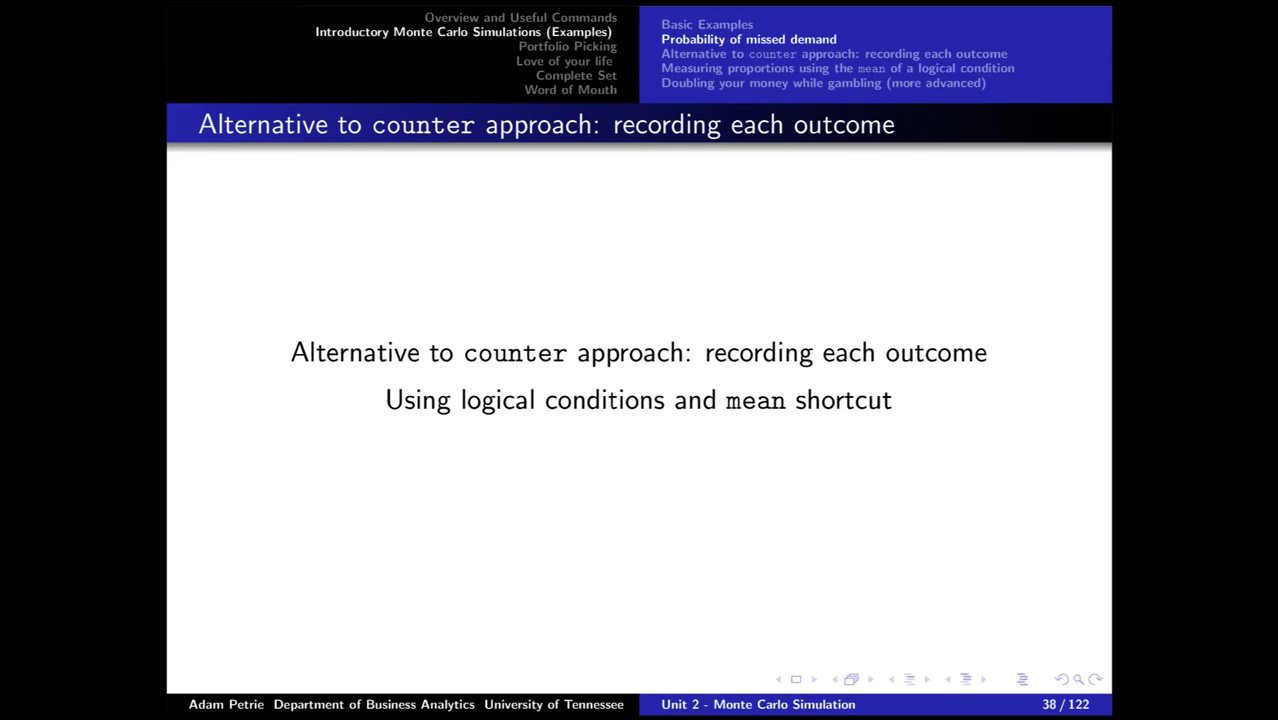 Overview and Useful Commands
Introductory Monte Carlo Simulations (Examples)
Portfolio Picking
Love of your life
Complete Set
Word of Mouth
Basic Examples
Probability of missed demand
Alternative to counter approach: recording each outcome
Measuring proportions using the mean of a logical condition
Doubling your money while gambling (more advanced)
Alternative to counter approach: recording each outcome
Alternative to counter approach: recording each outcome
Using logical conditions and mean shortcut
Adam Petrie Department of Business Analytics University of Tennessee
Unit 2 - Monte Carlo Simulation
38 / 122